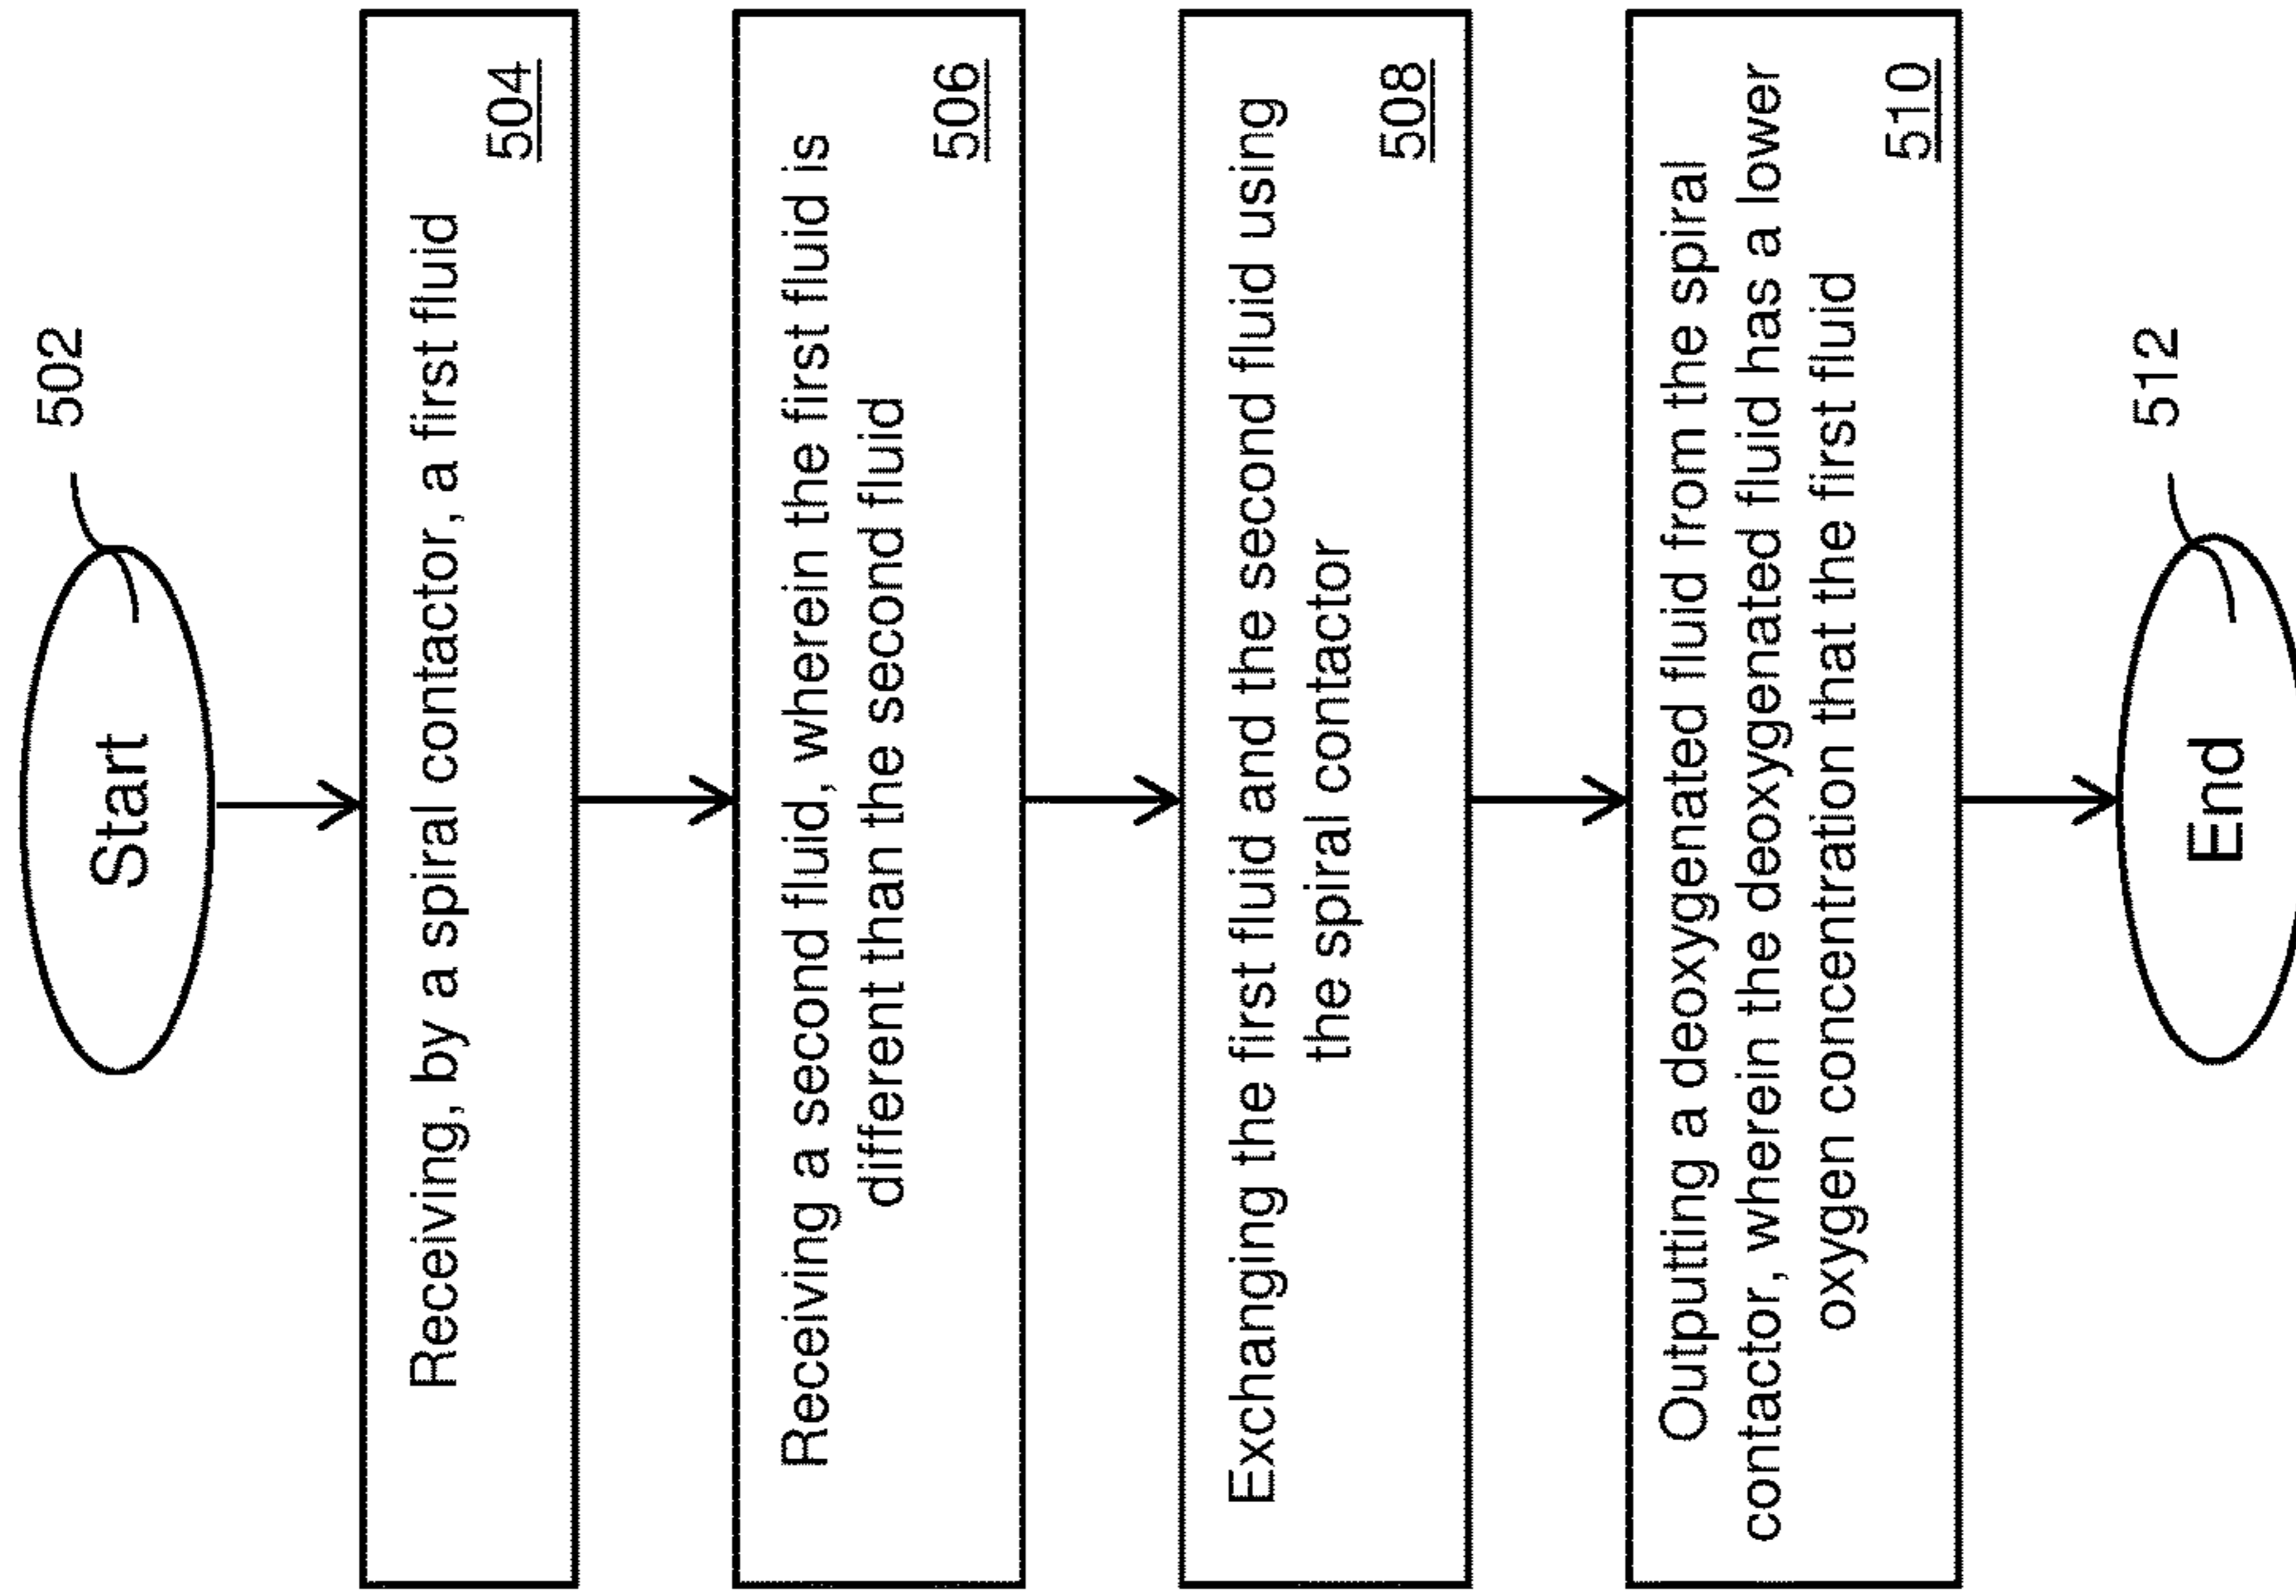 502
Start
Receiving, by a spiral contactor, a first fluid
504
Receiving a second fluid, wherein the first fluid is
different than the second fluid
506
Exchanging the first fluid and the second fluid using
the spiral contactor
508
Outputting a deoxygenated fluid from the spiral
contactor, wherein the deoxygenated fluid has a lower
oxygen concentration that the first fluid
510
512
End